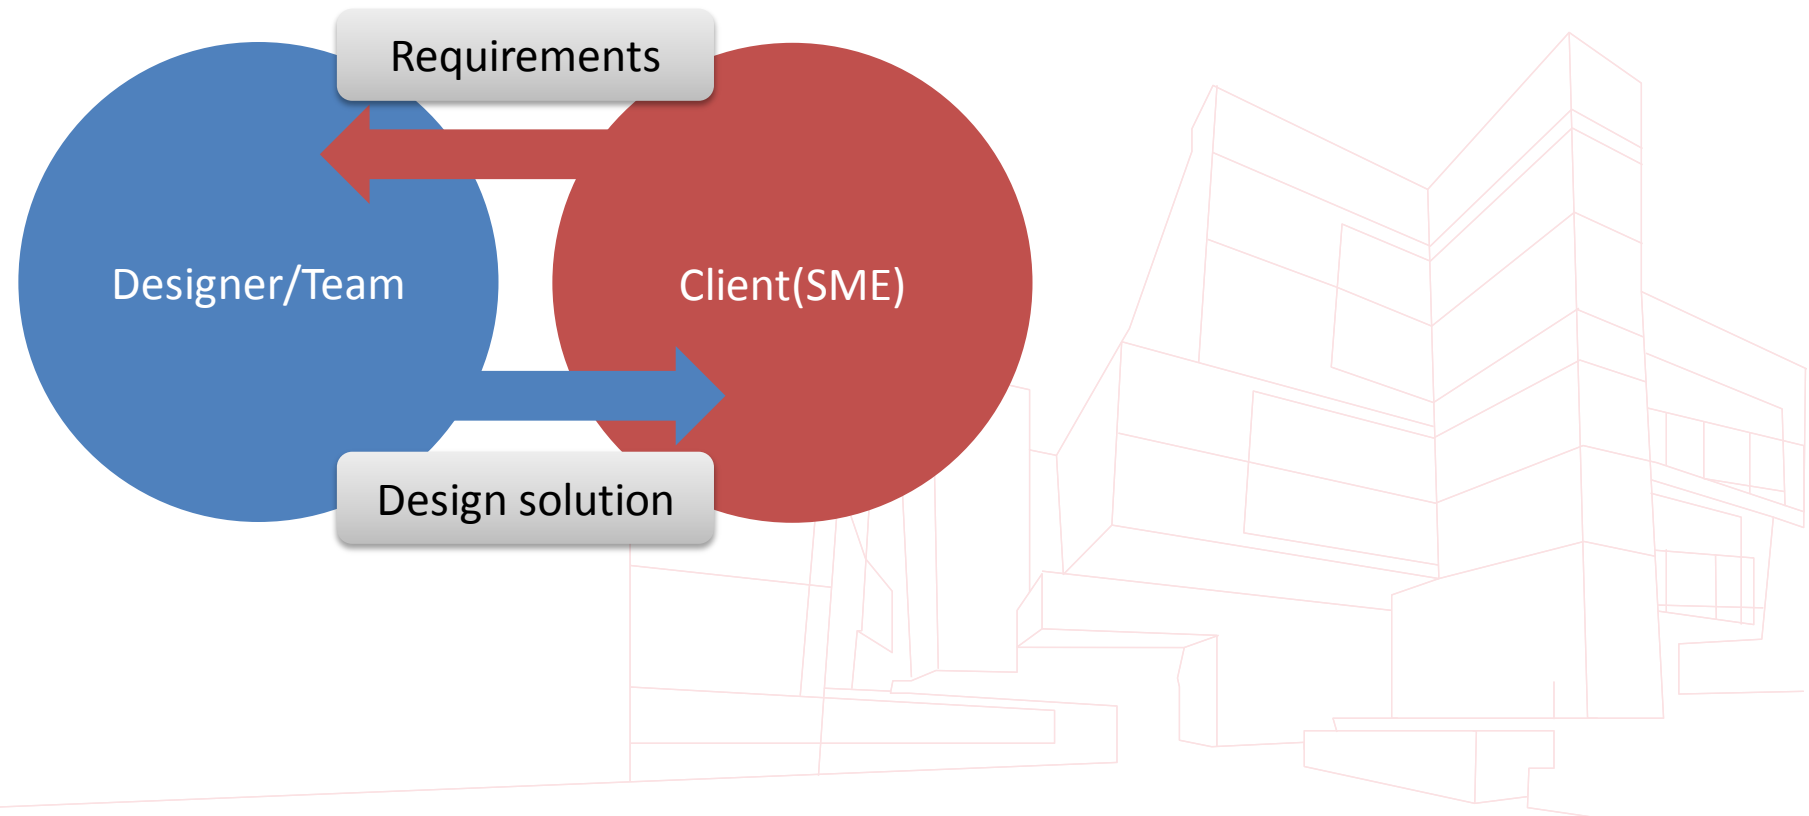 Requirements
Designer/Team
Client(SME)
Design solution